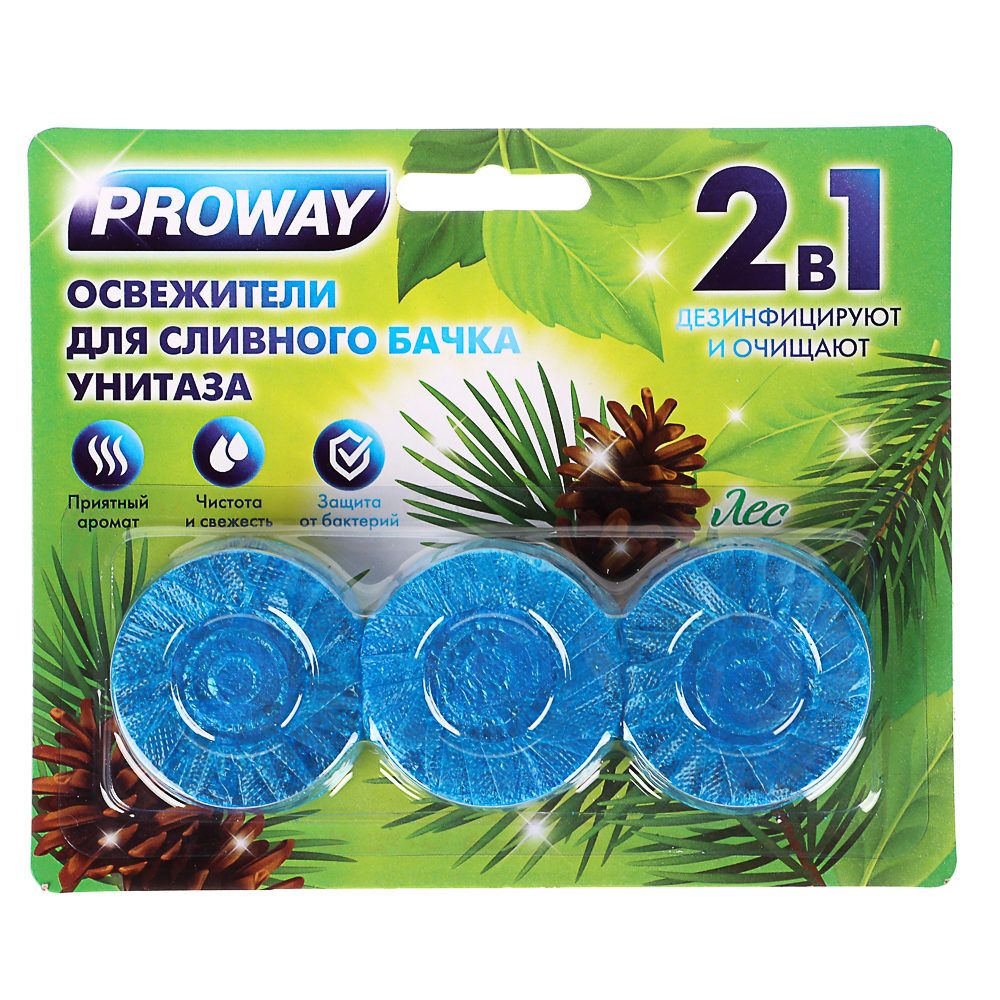 PROWAY
2в1
ОСВЕЖИТЕЛИ
ДЛЯ СЛИВНОГО БАЧКА
УНИТАЗА
ДЕЗИНФИЦИРУЮТ
И ОЧИЩАЮТ
Приятный
аромат
Чистота
и свежесть
Защита
от бактерий
Лес